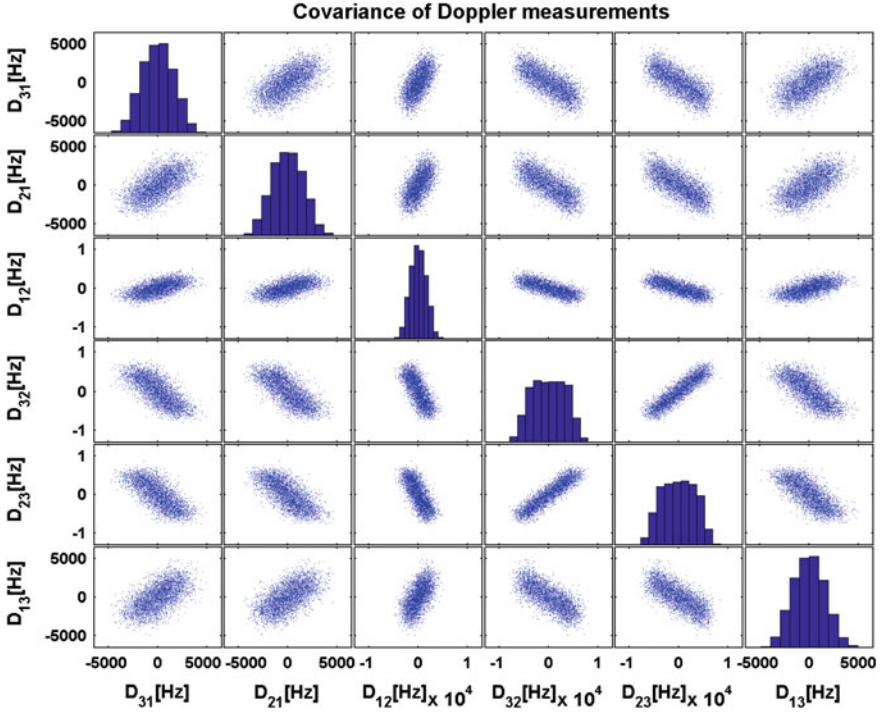 Covariance of Doppler measurements
D31[Hz]
5000
0
-5000
D21[Hz]
5000
0
-5000
D12[Hz]
1
0
-1
D32[Hz]
1
0
-1
D23[Hz]
1
0
-1
D13[Hz]
5000
0
-5000
-5000 0 5000 -5000 0 5000 -1 0 1 -1 0 1 -1 0 1 -5000 0 5000
D31[Hz] D21[Hz] D12[Hz] x 10^4 D32[Hz] x 10^4 D23[Hz] x 10^4 D13[Hz]